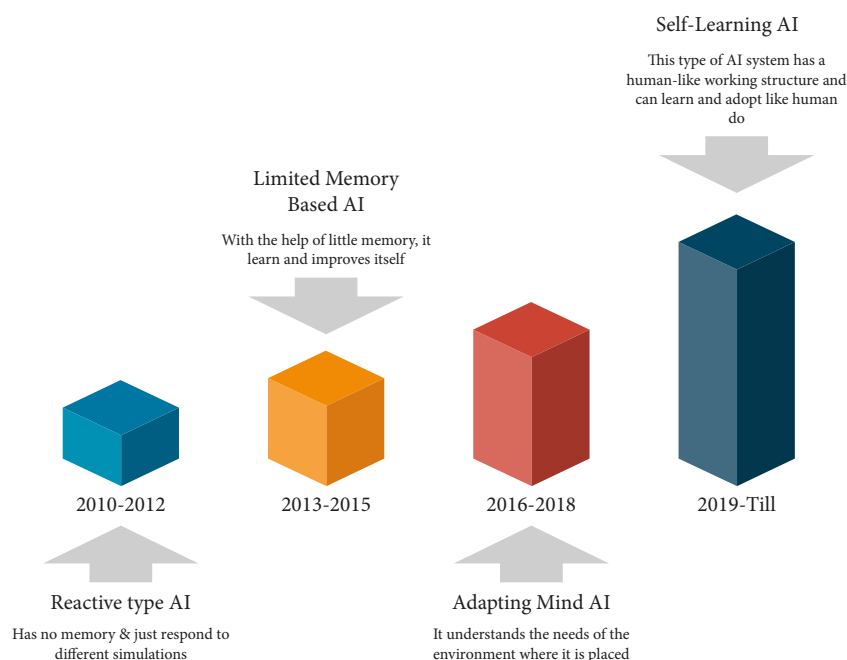 Self-Learning AI
This type of AI system has a
human-like working structure and
can learn and adopt like human
do
Limited Memory
Based AI
With the help of little memory, it
learn and improves itself
2010-2012
2013-2015
2016-2018
2019-Till
Reactive type AI
Has no memory & just respond to
different simulations
Adapting Mind AI
It understands the needs of the
environment where it is placed